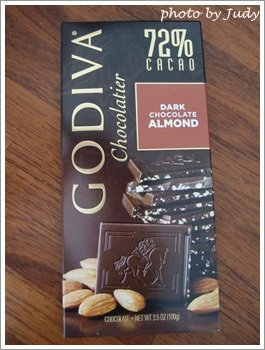 photo by Judy
72%
CACAO
GODIVA®
Chocolatier
DARK
CHOCOLATE
ALMOND
CHOCOLATE • NET WT 3.5 OZ (100g)